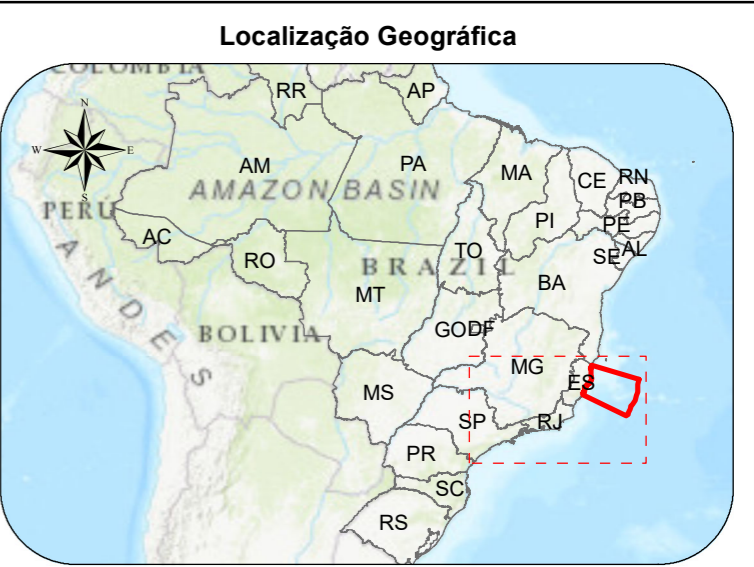 Localização Geográfica
COLOMBIA
RR
AP
N
W
E
S
AM
PA
MA
CE
RN
PB
AMAZON BASIN
PERÚ
PI
PE
AC
RO
TO
SE
AL
BRAZIL
BA
MT
ANDES
BOLIVIA
GO
DF
MG
ES
MS
SP
RJ
PR
SC
RS